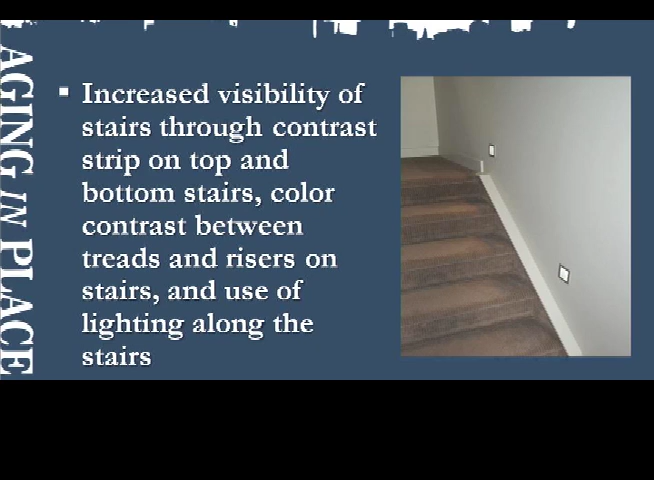 AGING IN PLACE
Increased visibility of
stairs through contrast
strip on top and
bottom stairs, color
contrast between
treads and risers on
stairs, and use of
lighting along the
stairs